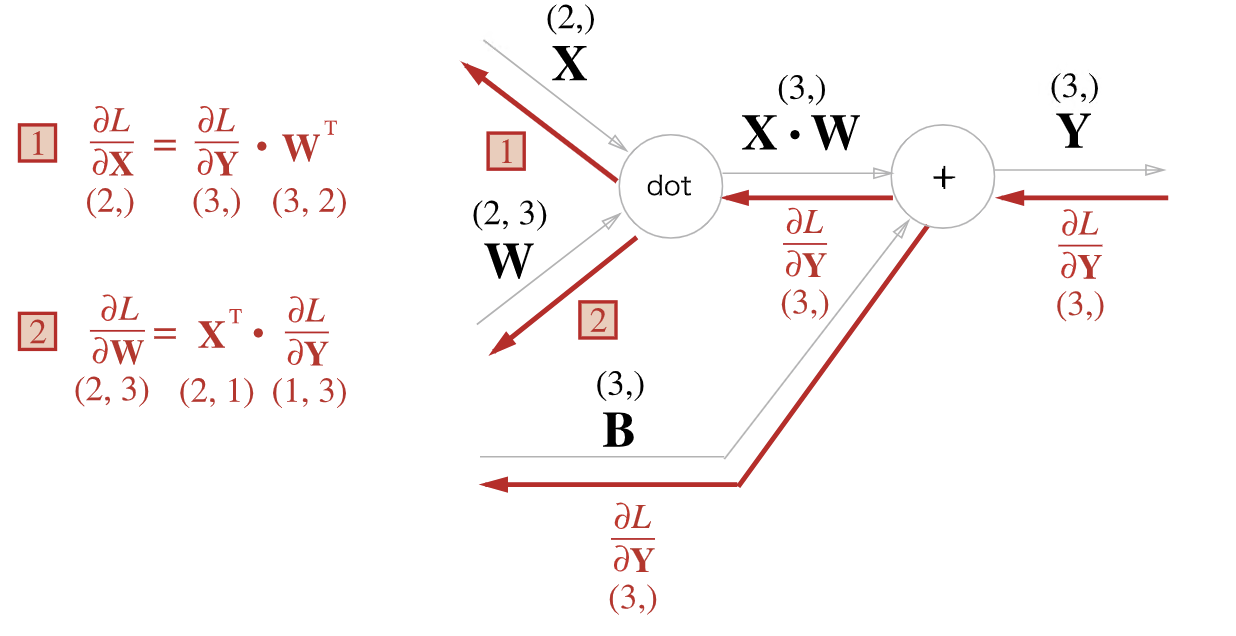 1 ∂L/∂X = ∂L/∂Y · W^T
(2,) (3,) (3, 2)
2 ∂L/∂W = X^T · ∂L/∂Y
(2, 3) (2, 1) (1, 3)
(2,)
X
1
(2, 3)
W
2
dot
(3,)
X · W
∂L/∂Y
(3,)
+
(3,)
Y
∂L/∂Y
(3,)
(3,)
B
∂L/∂Y
(3,)